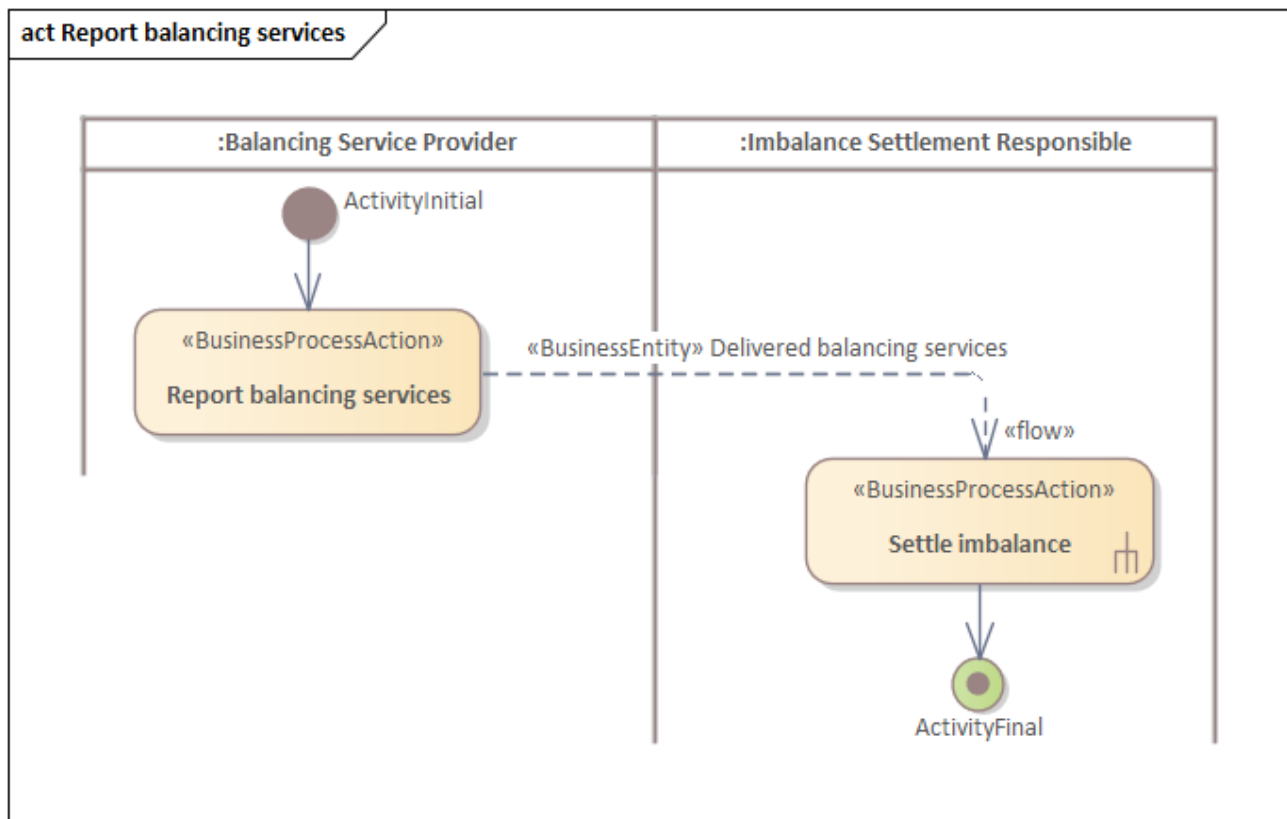 act Report balancing services
:Balancing Service Provider
:Imbalance Settlement Responsible
ActivityInitial
«BusinessProcessAction»
Report balancing services
«BusinessEntity» Delivered balancing services
«flow»
«BusinessProcessAction»
Settle imbalance
ActivityFinal